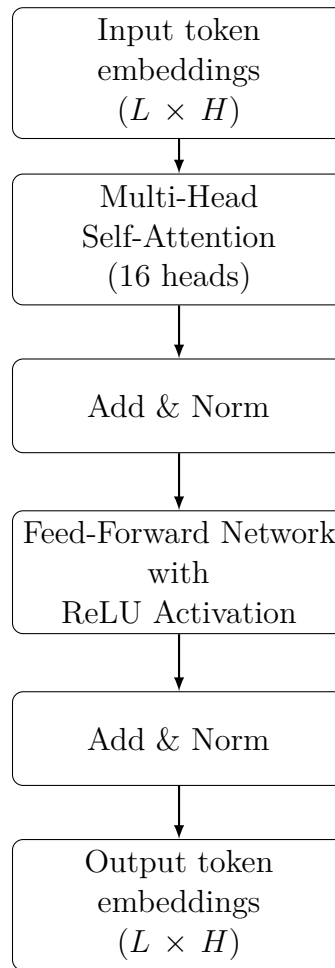 Input token
embeddings
(L × H)
Multi-Head
Self-Attention
(16 heads)
Add & Norm
Feed-Forward Network
with
ReLU Activation
Add & Norm
Output token
embeddings
(L × H)